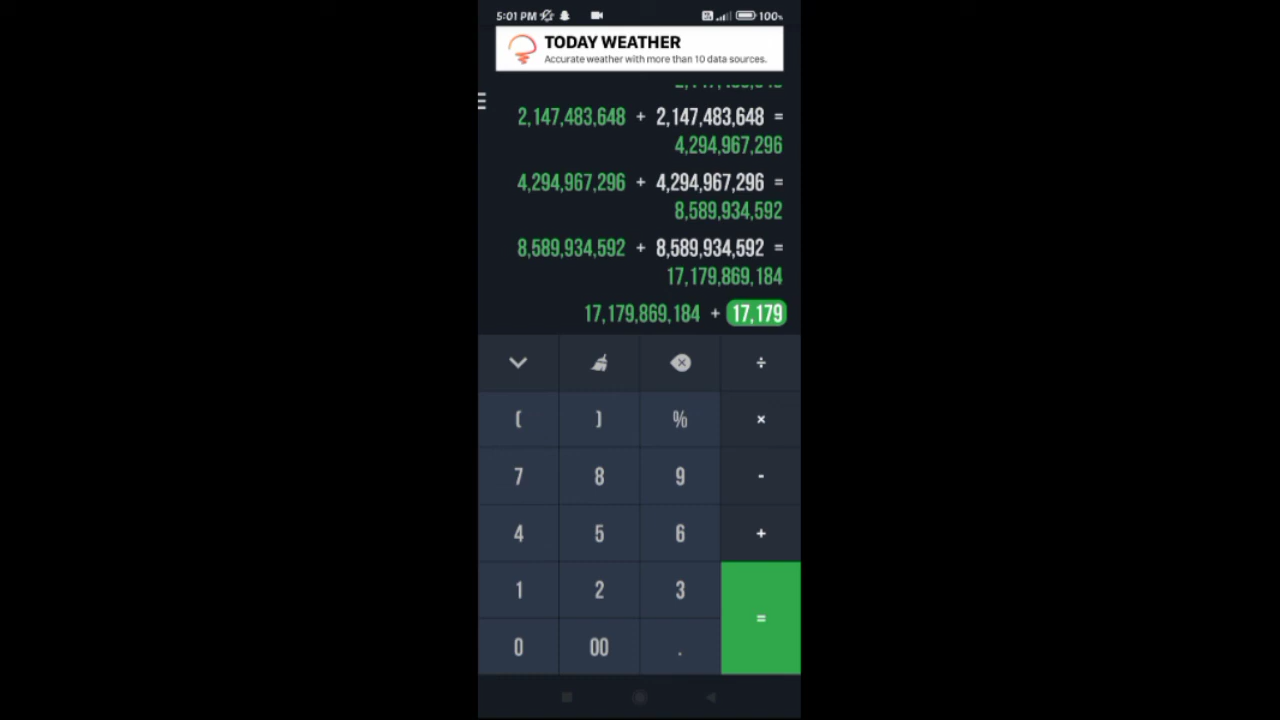 5:01 PM 100%
TODAY WEATHER
Accurate weather with more than 10 data sources.
2,147,483,648 + 2,147,483,648 =
4,294,967,296
4,294,967,296 + 4,294,967,296 =
8,589,934,592
8,589,934,592 + 8,589,934,592 =
17,179,869,184
17,179,869,184 + 17,179
÷
( ) % ×
7 8 9 -
4 5 6 +
1 2 3
=
0 00 .